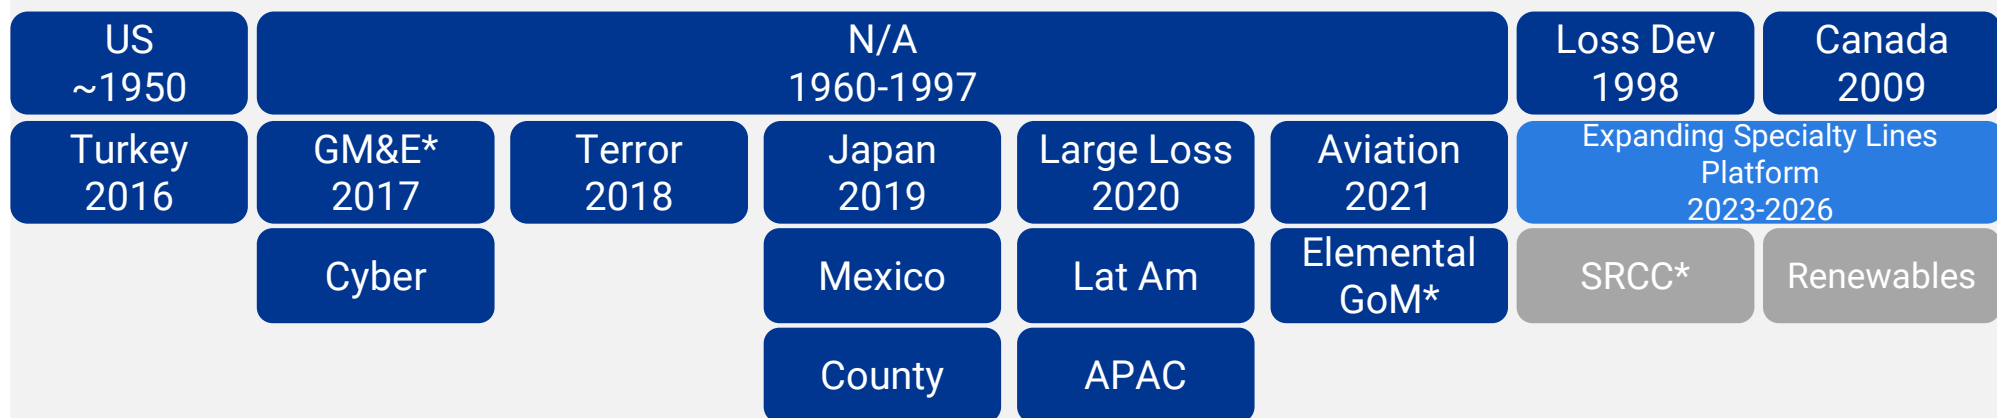 US
~1950
N/A
1960-1997
Loss Dev
1998
Canada
2009
Turkey
2016
GM&E*
2017
Terror
2018
Japan
2019
Large Loss
2020
Aviation
2021
Expanding Specialty Lines
Platform
2023-2026
Cyber
Mexico
Lat Am
Elemental
GoM*
SRCC*
Renewables
County
APAC